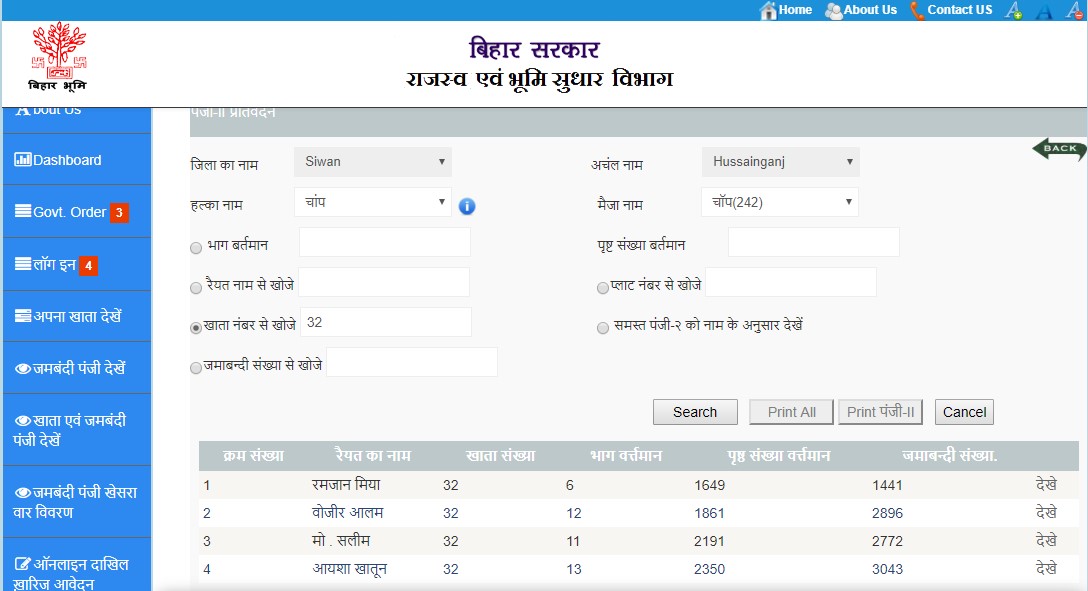 Home About Us Contact US A A A
बिहार सरकार
राजस्व एवं भूमि सुधार विभाग
बिहार भूमि
About Us
Dashboard
Govt. Order 3
लॉग इन 4
अपना खाता देखें
जमबंदी पंजी देखें
खाता एवं जमबंदी
पंजी देखें
जमबंदी पंजी खेसरा
वार विवरण
ऑनलाइन दाखिल
ख़ारिज आवेदन
पंजी-II प्रतिवेदन
BACK
जिला का नाम Siwan अचंल नाम Hussainganj
हल्का नाम चांप मैजा नाम चॉप(242)
भाग बर्तमान पृष्ट संख्या बर्तमान
रैयत नाम से खोजे प्लाट नंबर से खोजे
खाता नंबर से खोजे 32 समस्त पंजी-२ को नाम के अनुसार देखें
जमाबन्दी संख्या से खोजे
Search Print All Print पंजी-II Cancel
क्रम संख्या रैयत का नाम खाता संख्या भाग वर्त्तमान पृष्ठ संख्या वर्त्तमान जमाबन्दी संख्या.
1 रमजान मिया 32 6 1649 1441 देखे
2 वोजीर आलम 32 12 1861 2896 देखे
3 मो . सलीम 32 11 2191 2772 देखे
4 आयशा खातून 32 13 2350 3043 देखे